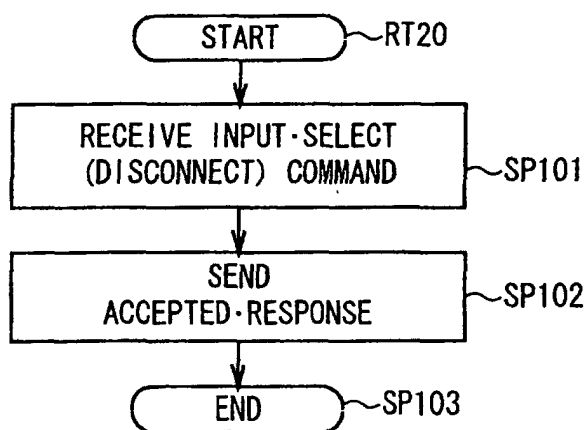 START
RT20
RECEIVE INPUT·SELECT
(DISCONNECT) COMMAND
SP101
SEND
ACCEPTED·RESPONSE
SP102
END
SP103